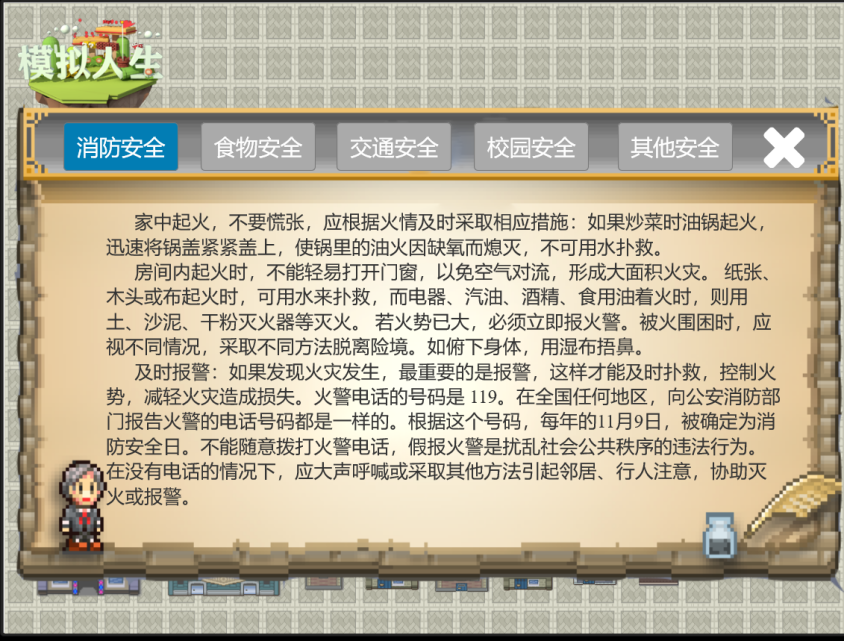 模拟人生
消防安全
食物安全
交通安全
校园安全
其他安全
家中起火，不要慌张，应根据火情及时采取相应措施：如果炒菜时油锅起火，
迅速将锅盖紧紧盖上，使锅里的油火因缺氧而熄灭，不可用水扑救。
房间内起火时，不能轻易打开门窗，以免空气对流，形成大面积火灾。 纸张、
木头或布起火时，可用水来扑救，而电器、汽油、酒精、食用油着火时，则用
土、沙泥、干粉灭火器等灭火。 若火势已大，必须立即报火警。被火围困时，应
视不同情况，采取不同方法脱离险境。如俯下身体，用湿布捂鼻。
及时报警：如果发现火灾发生，最重要的是报警，这样才能及时扑救，控制火
势，减轻火灾造成损失。火警电话的号码是 119。在全国任何地区，向公安消防部
门报告火警的电话号码都是一样的。根据这个号码，每年的11月9日，被确定为消
防安全日。不能随意拨打火警电话，假报火警是扰乱社会公共秩序的违法行为。
在没有电话的情况下，应大声呼喊或采取其他方法引起邻居、行人注意，协助灭
火或报警。